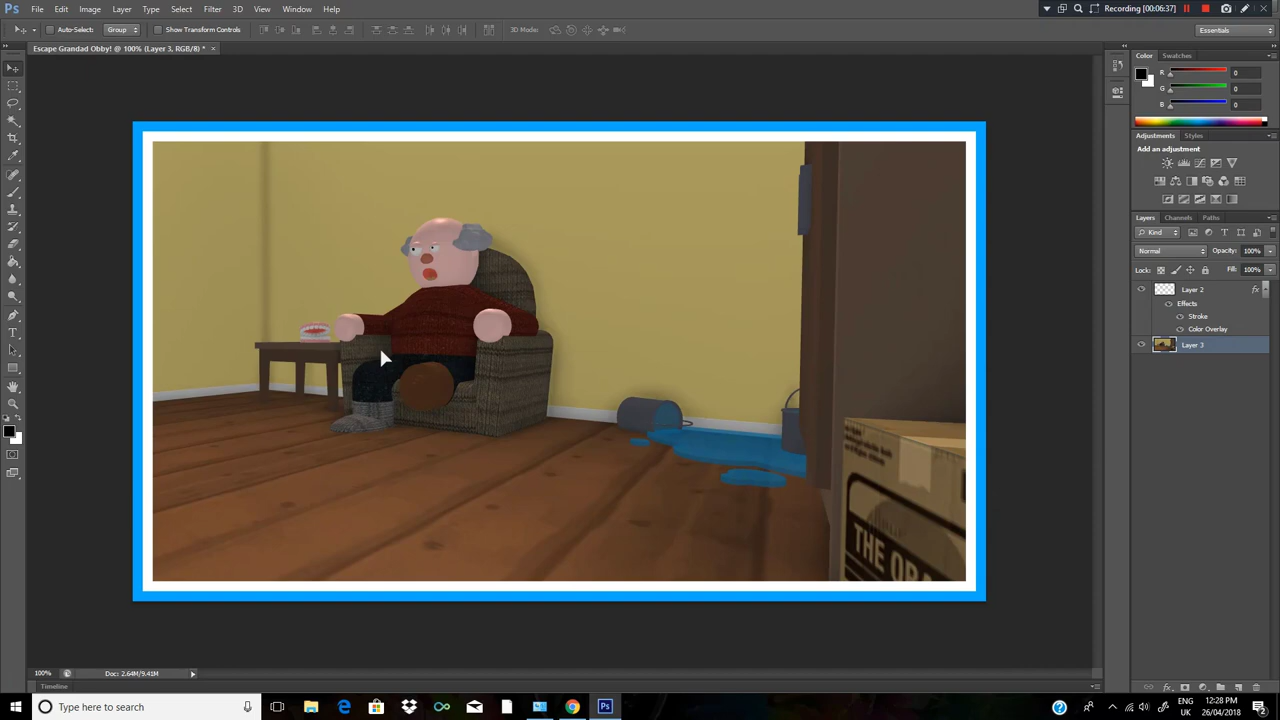 Ps File Edit Image Layer Type Select Filter 3D View Window Help
Recording (00:06:37)
Auto-Select: Group Show Transform Controls 3D Mode: Essentials
Escape Grandad Obby! @ 100% (Layer 3, RGB/8) * ×
Color Swatches
R 0
G 0
B 0
Adjustments Styles
Add an adjustment
Layers Channels Paths
Kind
Normal Opacity: 100%
Lock: Fill: 100%
Layer 2 fx
Effects
Stroke
Color Overlay
Layer 3
100% Doc: 2.64M/9.41M
Timeline
Type here to search
ENG 12:28 PM
UK 26/04/2018